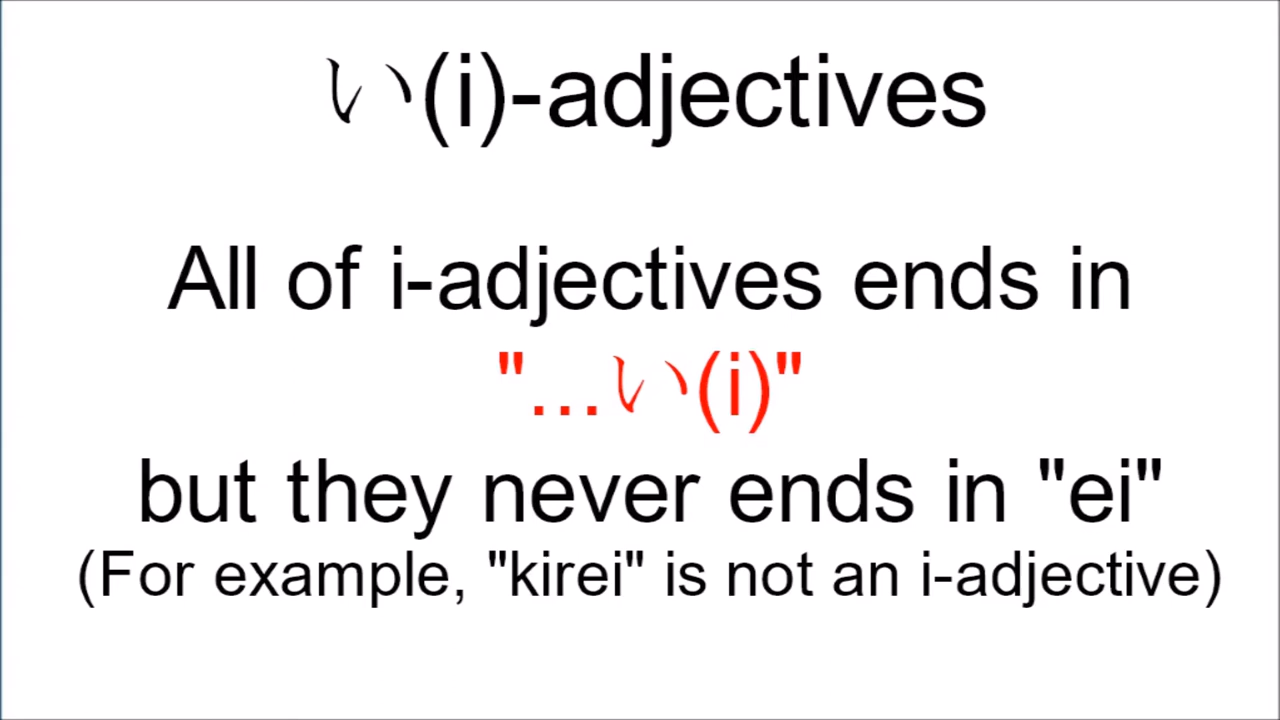 い(i)-adjectives
All of i-adjectives ends in
"...い(i)"
but they never ends in "ei"
(For example, "kirei" is not an i-adjective)